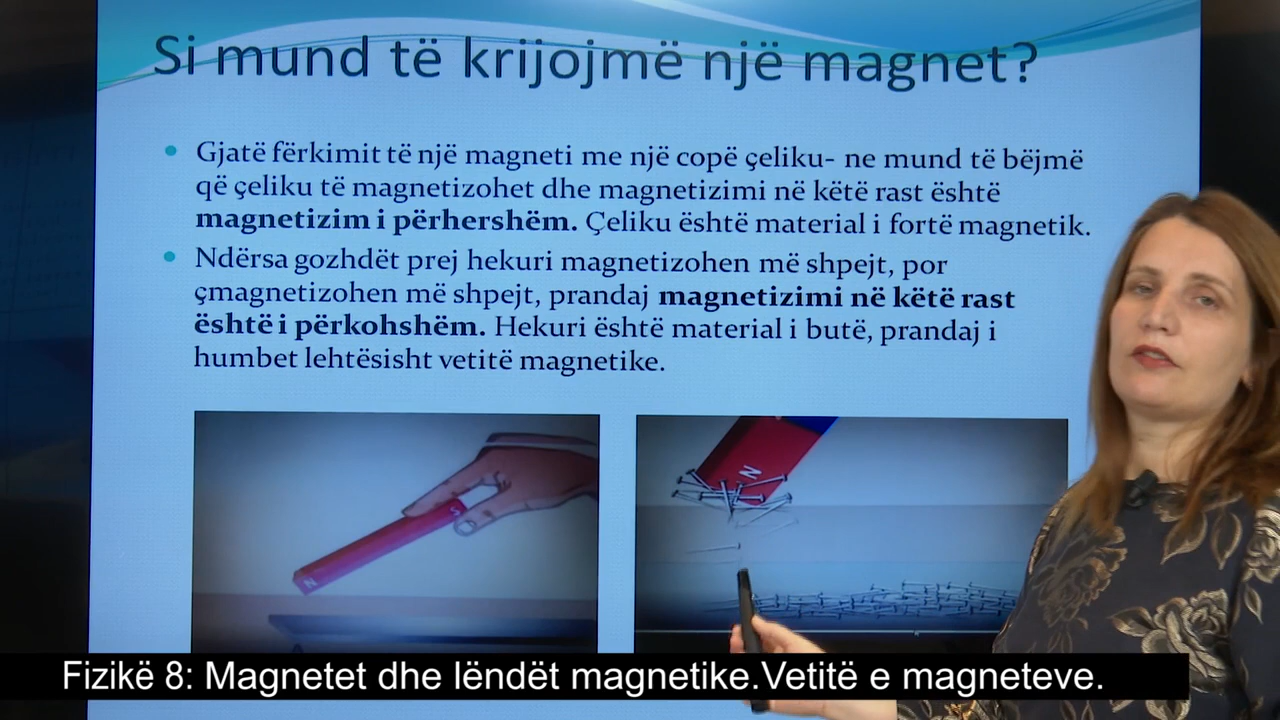 Si mund të krijojmë një magnet?
Gjatë fërkimit të një magneti me një copë çeliku- ne mund të bëjmë
që çeliku të magnetizohet dhe magnetizimi në këtë rast është
magnetizim i përhershëm. Çeliku është material i fortë magnetik.
Ndërsa gozhdët prej hekuri magnetizohen më shpejt, por
çmagnetizohen më shpejt, prandaj magnetizimi në këtë rast
është i përkohshëm. Hekuri është material i butë, prandaj i
humbet lehtësisht vetitë magnetike.
N
S
N
Fizikë 8: Magnetet dhe lëndët magnetike.Vetitë e magneteve.